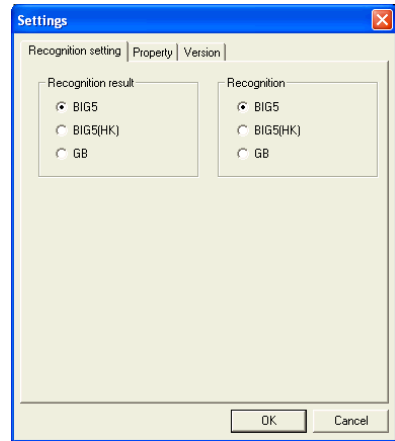 Settings
Recognition setting Property Version
Recognition result Recognition
BIG5 BIG5
BIG5(HK) BIG5(HK)
GB GB
OK Cancel